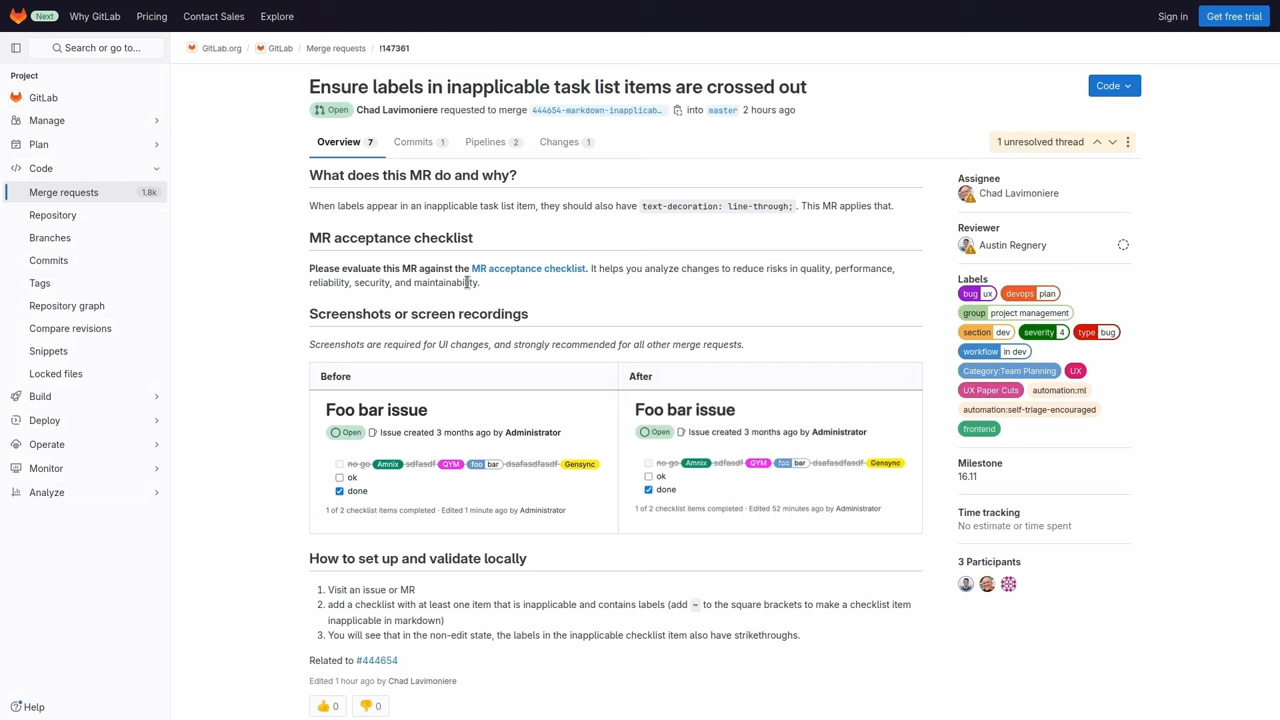 Next Why GitLab Pricing Contact Sales Explore Sign in Get free trial
Search or go to...
GitLab.org / GitLab / Merge requests / !147361
Project
GitLab
Manage
Plan
Code
Merge requests 1.8k
Repository
Branches
Commits
Tags
Repository graph
Compare revisions
Snippets
Locked files
Build
Deploy
Operate
Monitor
Analyze
Help
Ensure labels in inapplicable task list items are crossed out
Code
Open Chad Lavimoniere requested to merge 444654-markdown-inapplicab… into master 2 hours ago
Overview 7 Commits 1 Pipelines 2 Changes 1
1 unresolved thread
What does this MR do and why?
When labels appear in an inapplicable task list item, they should also have text-decoration: line-through; . This MR applies that.
MR acceptance checklist
Please evaluate this MR against the MR acceptance checklist. It helps you analyze changes to reduce risks in quality, performance,
reliability, security, and maintainability.
Screenshots or screen recordings
Screenshots are required for UI changes, and strongly recommended for all other merge requests.
Before After
Foo bar issue
Open Issue created 3 months ago by Administrator
no go Amnix sdfasdf QYM foo bar dsafasdfasdf Gensync
ok
done
1 of 2 checklist items completed · Edited 1 minute ago by Administrator
Foo bar issue
Open Issue created 3 months ago by Administrator
no go Amnix sdfasdf QYM foo bar dsafasdfasdf Gensync
ok
done
1 of 2 checklist items completed · Edited 52 minutes ago by Administrator
How to set up and validate locally
1. Visit an issue or MR
2. add a checklist with at least one item that is inapplicable and contains labels (add ~ to the square brackets to make a checklist item
inapplicable in markdown)
3. You will see that in the non-edit state, the labels in the inapplicable checklist item also have strikethroughs.
Related to #444654
Edited 1 hour ago by Chad Lavimoniere
👍 0 👎 0
Assignee
Chad Lavimoniere
Reviewer
Austin Regnery
Labels
bug ux devops plan
group project management
section dev severity 4 type bug
workflow in dev
Category:Team Planning UX
UX Paper Cuts automation:ml
automation:self-triage-encouraged
frontend
Milestone
16.11
Time tracking
No estimate or time spent
3 Participants